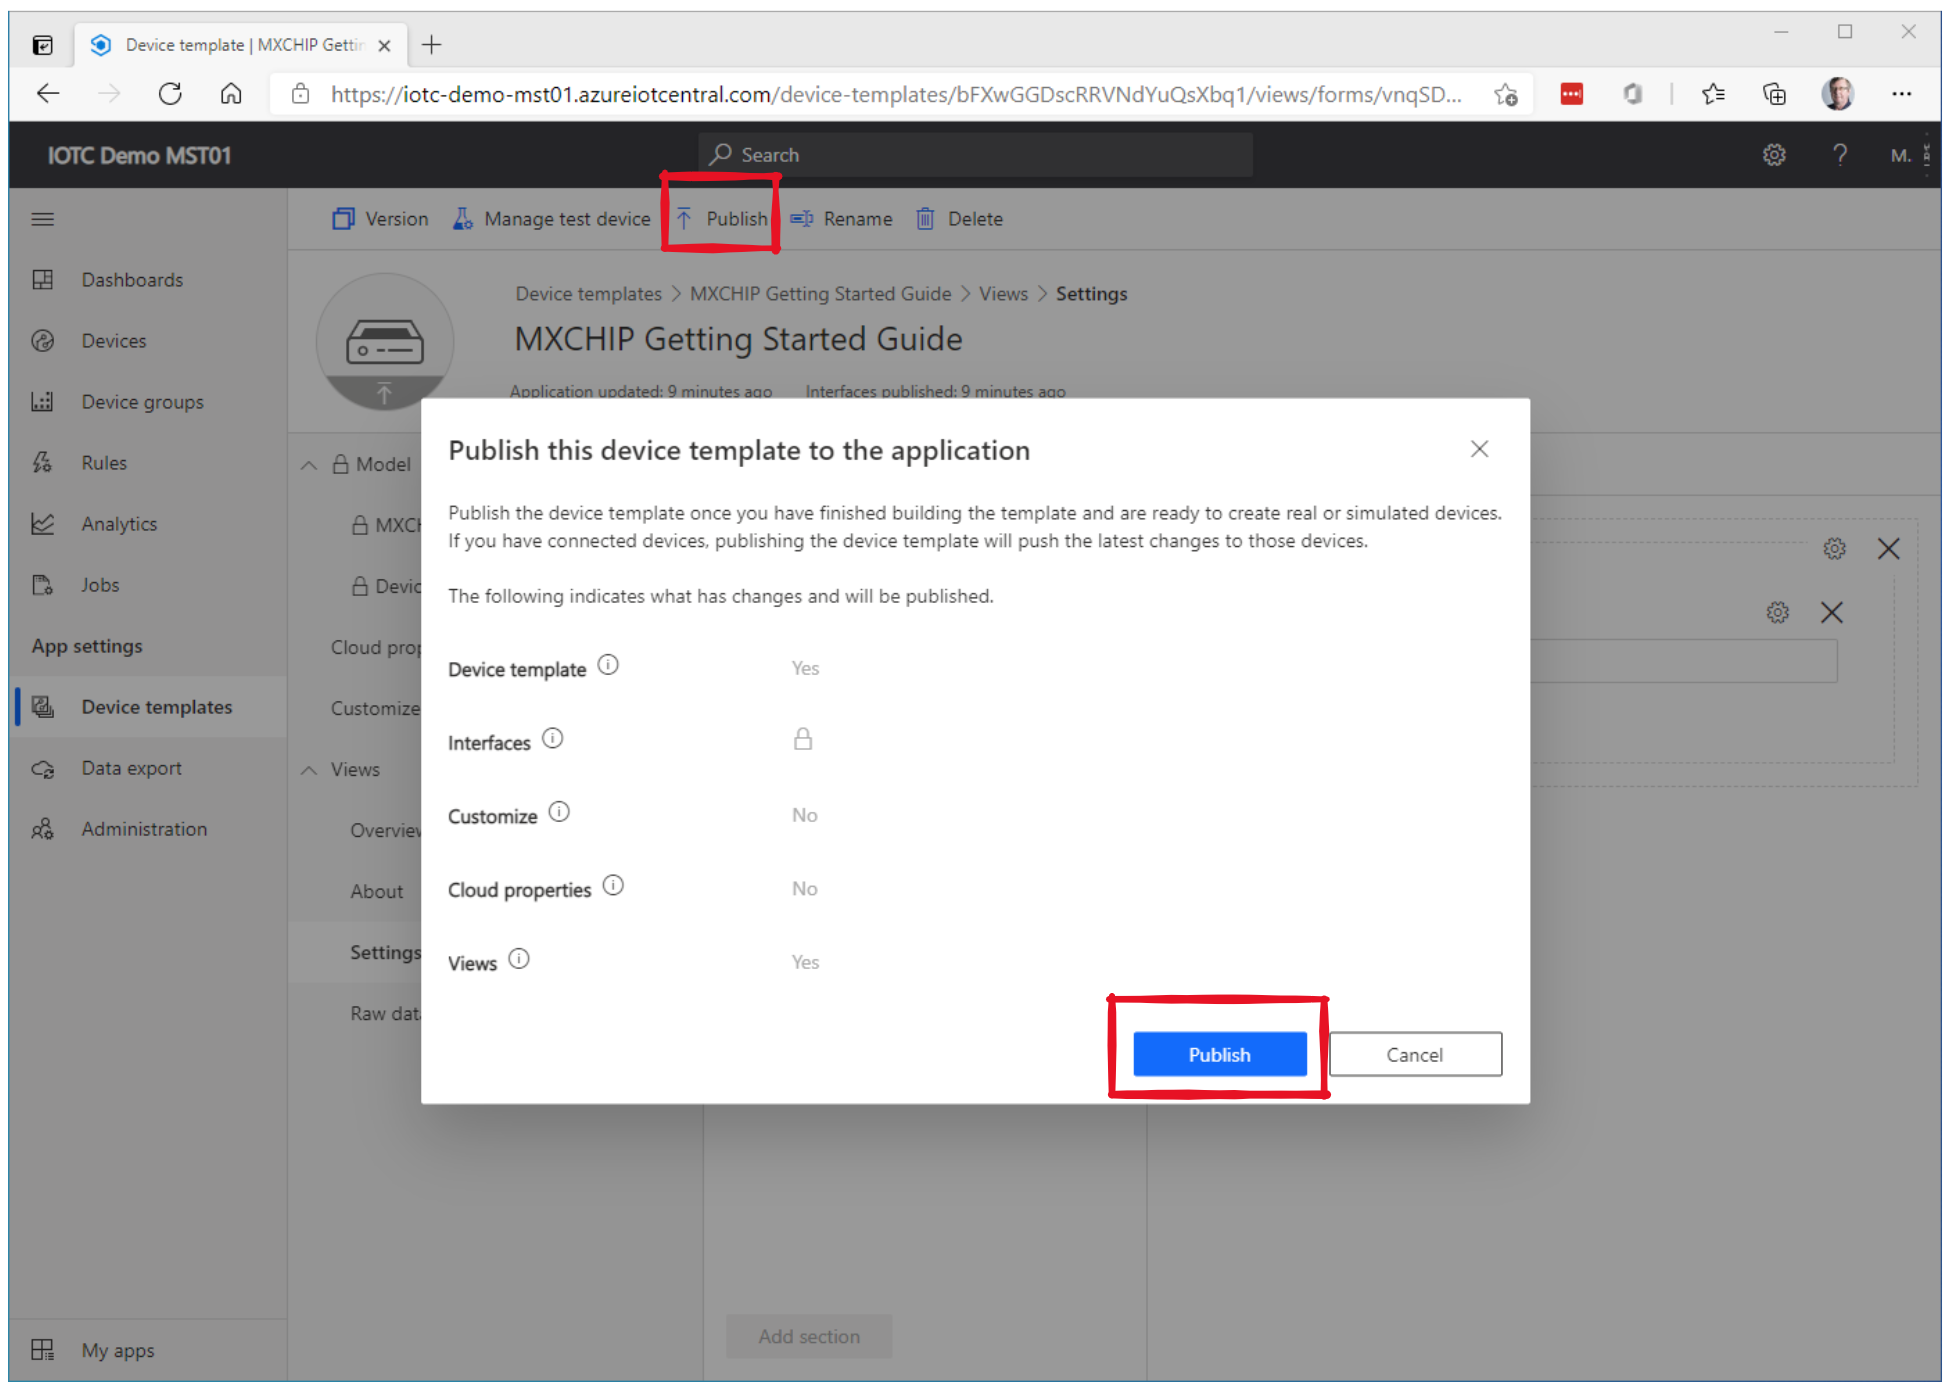 Device template | MXCHIP Gettin
https://iotc-demo-mst01.azureiotcentral.com/device-templates/bFXwGGDscRRVNdYuQsXbq1/views/forms/vnqSD...
IOTC Demo MST01
Search
M.
Version
Manage test device
Publish
Rename
Delete
Dashboards
Devices
Device groups
Rules
Analytics
Jobs
App settings
Device templates
Data export
Administration
My apps
Device templates > MXCHIP Getting Started Guide > Views > Settings
MXCHIP Getting Started Guide
Application updated: 9 minutes ago
Interfaces published: 9 minutes ago
Model
MXCH
Devic
Cloud prop
Customize
Views
Overview
About
Settings
Raw dat
Publish this device template to the application
Publish the device template once you have finished building the template and are ready to create real or simulated devices.
If you have connected devices, publishing the device template will push the latest changes to those devices.
The following indicates what has changes and will be published.
Device template
Yes
Interfaces
Customize
No
Cloud properties
No
Views
Yes
Publish
Cancel
Add section